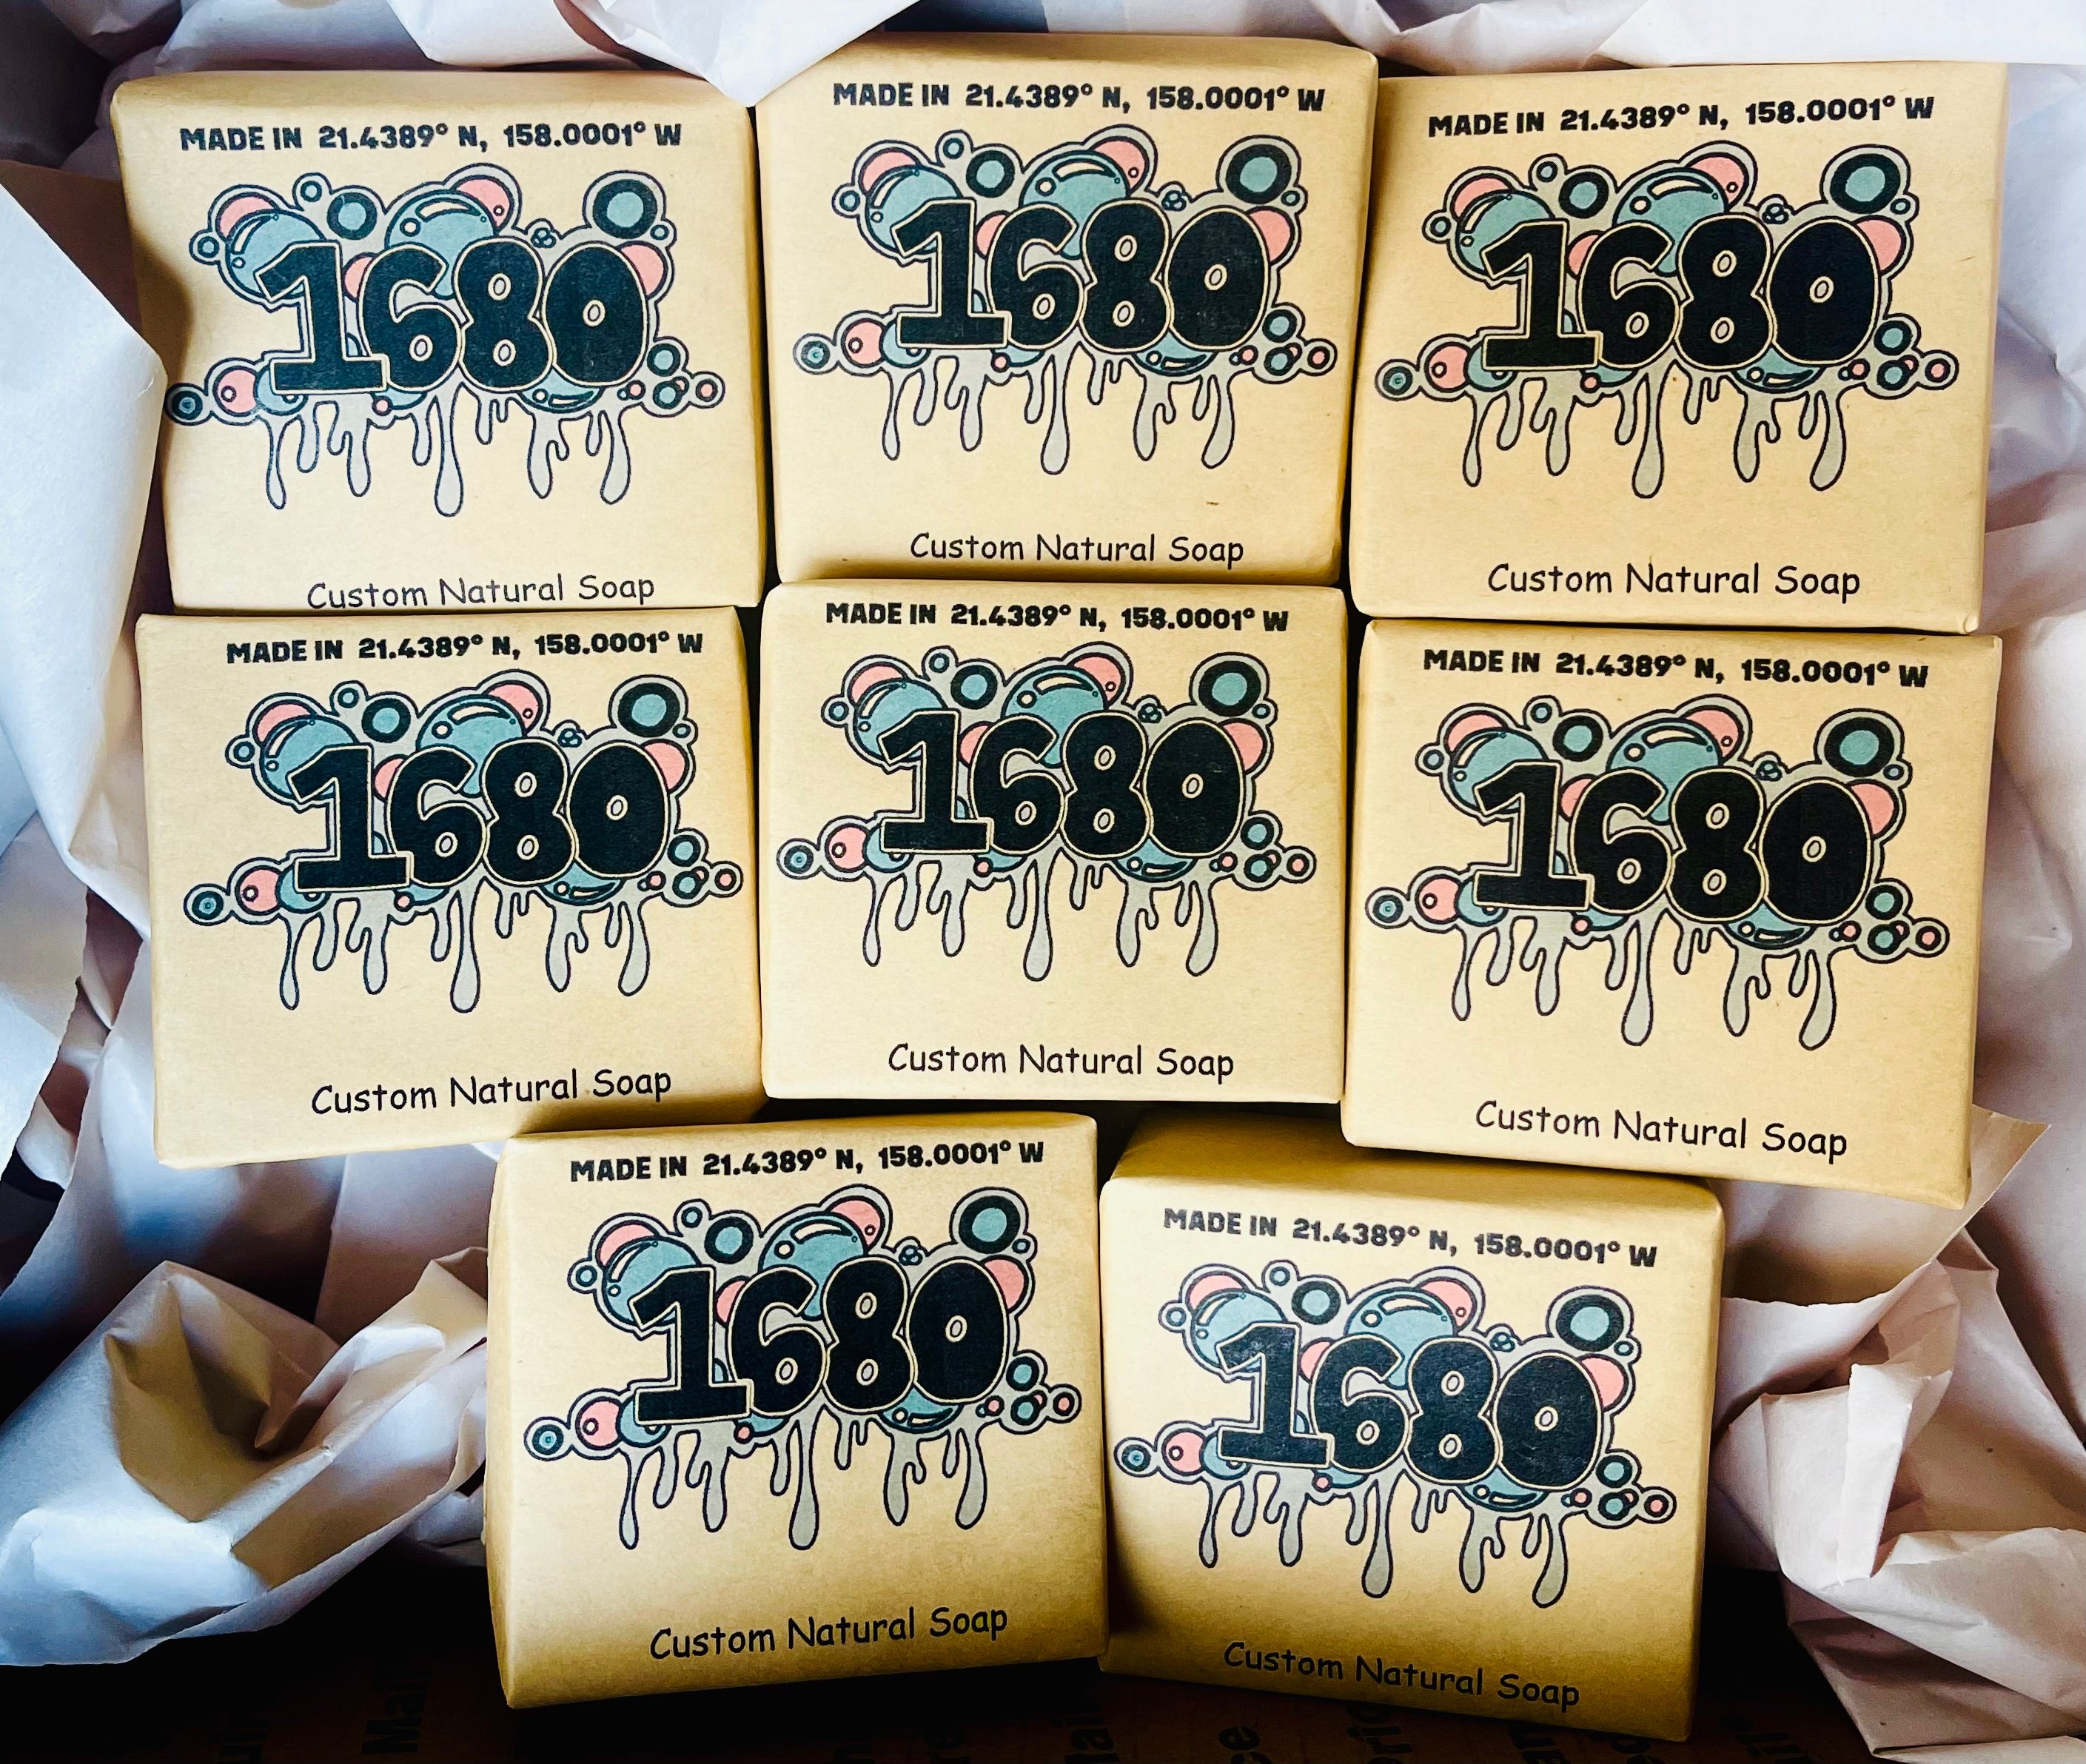 MADE IN 21.4389° N, 158.0001° W
1680
Custom Natural Soap
MADE IN 21.4389° N, 158.0001° W
1680
Custom Natural Soap
MADE IN 21.4389° N, 158.0001° W
1680
Custom Natural Soap
MADE IN 21.4389° N, 158.0001° W
1680
Custom Natural Soap
MADE IN 21.4389° N, 158.0001° W
1680
Custom Natural Soap
MADE IN 21.4389° N, 158.0001° W
1680
Custom Natural Soap
MADE IN 21.4389° N, 158.0001° W
1680
Custom Natural Soap
MADE IN 21.4389° N, 158.0001° W
1680
Custom Natural Soap